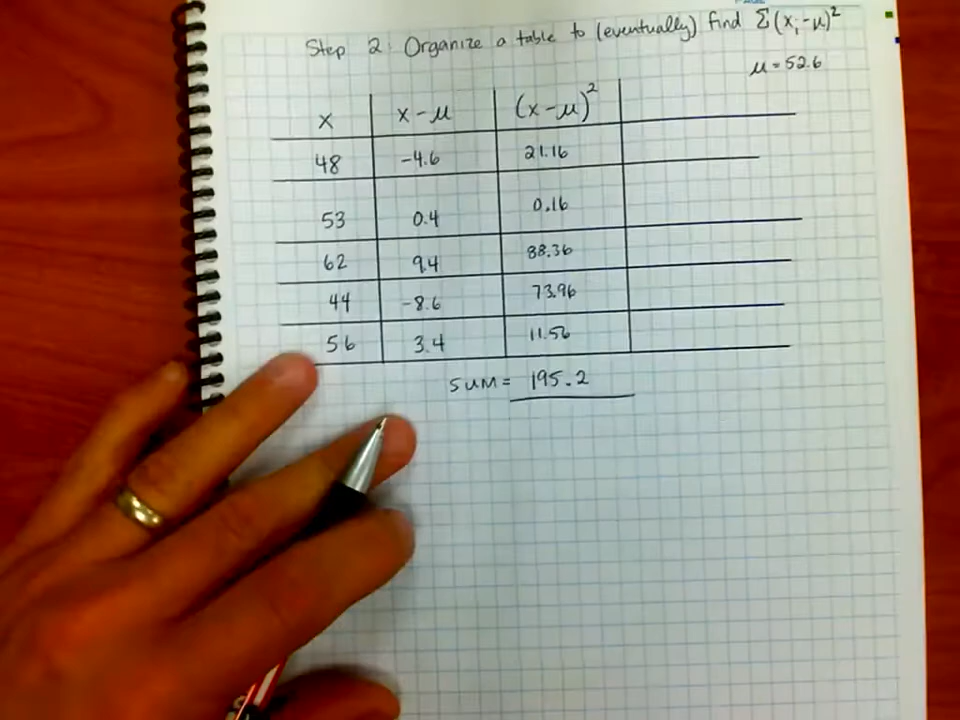 Step 2: Organize a table to (eventually) find Σ(xᵢ-μ)²
μ = 52.6
x x-μ (x-μ)²
48 -4.6 21.16
53 0.4 0.16
62 9.4 88.36
44 -8.6 73.96
56 3.4 11.56
SUM = 195.2